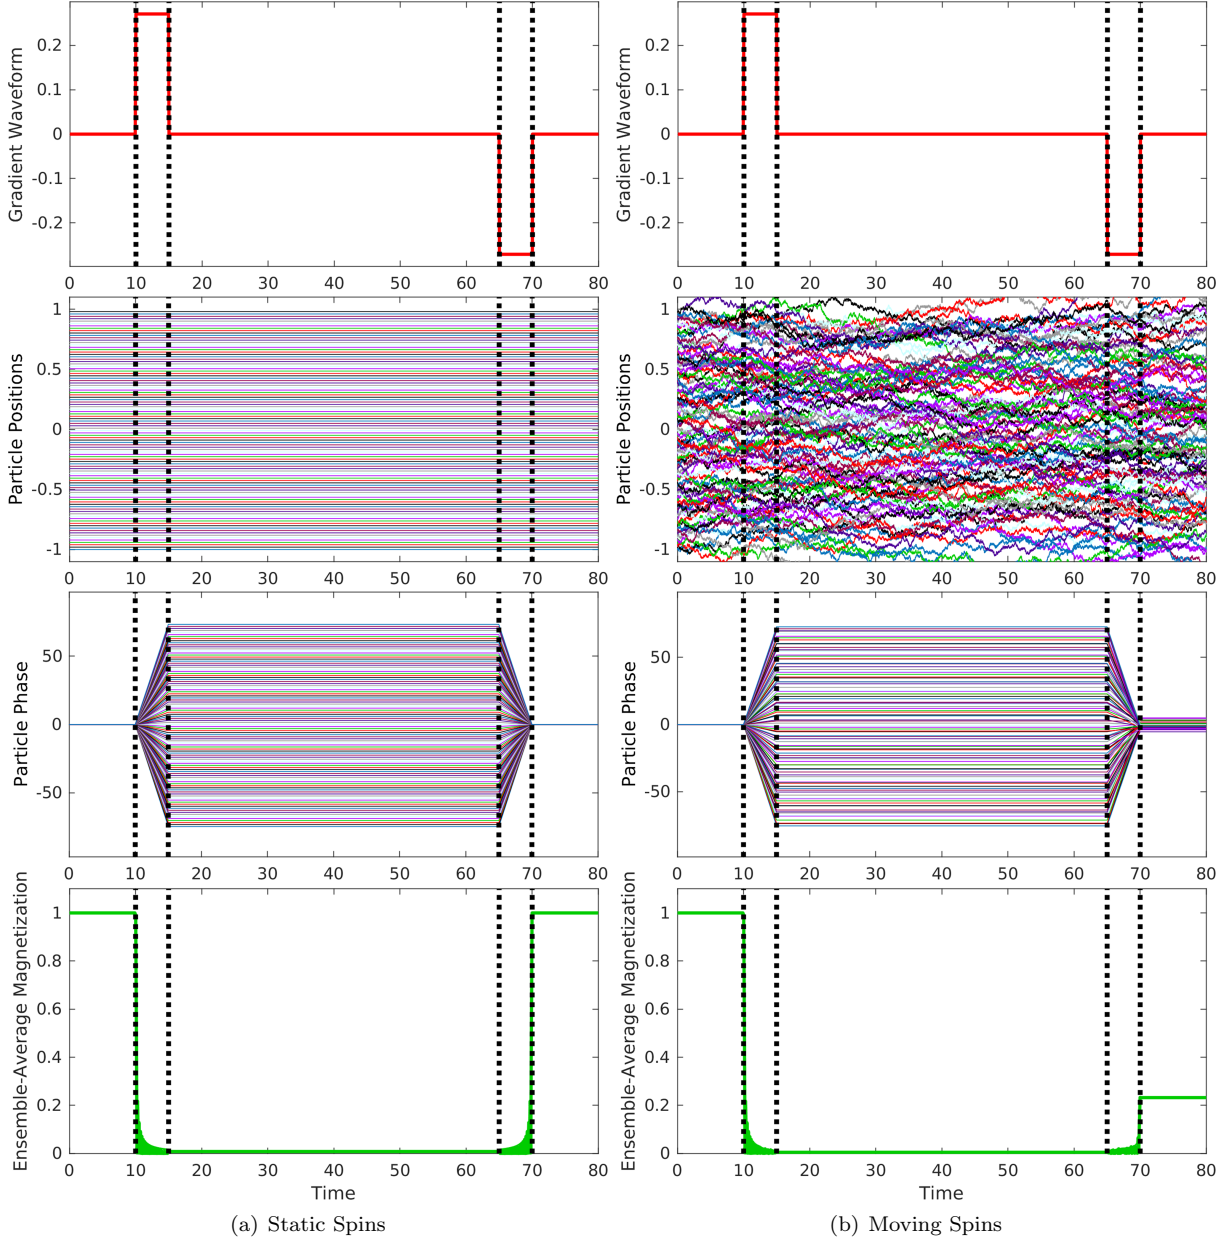 Gradient Waveform
0.2
0.1
0
-0.1
-0.2
0 10 20 30 40 50 60 70 80
Particle Positions
1
0.5
0
-0.5
-1
0 10 20 30 40 50 60 70 80
Particle Phase
50
0
-50
0 10 20 30 40 50 60 70 80
Ensemble-Average Magnetization
1
0.8
0.6
0.4
0.2
0
0 10 20 30 40 50 60 70 80
Time
(a) Static Spins
Gradient Waveform
0.2
0.1
0
-0.1
-0.2
0 10 20 30 40 50 60 70 80
Particle Positions
1
0.5
0
-0.5
-1
0 10 20 30 40 50 60 70 80
Particle Phase
50
0
-50
0 10 20 30 40 50 60 70 80
Ensemble-Average Magnetization
1
0.8
0.6
0.4
0.2
0
0 10 20 30 40 50 60 70 80
Time
(b) Moving Spins